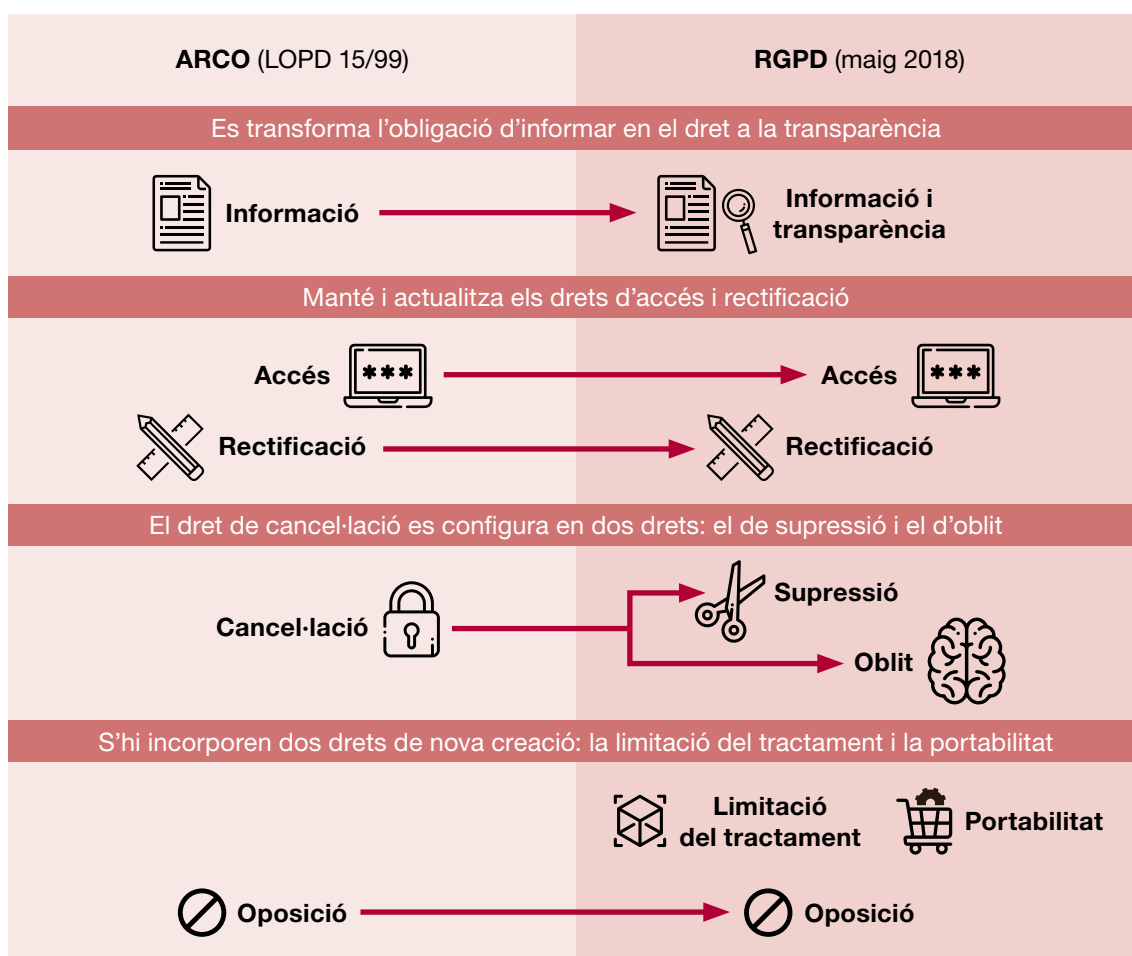 ARCO (LOPD 15/99)
RGPD (maig 2018)
Es transforma l’obligació d’informar en el dret a la transparència
Informació
Informació i
transparència
Manté i actualitza els drets d’accés i rectificació
Accés
***
Accés
***
Rectificació
Rectificació
El dret de cancel·lació es configura en dos drets: el de supressió i el d’oblit
Cancel·lació
Supressió
Oblit
S’hi incorporen dos drets de nova creació: la limitació del tractament i la portabilitat
Limitació
del tractament
Portabilitat
Oposició
Oposició